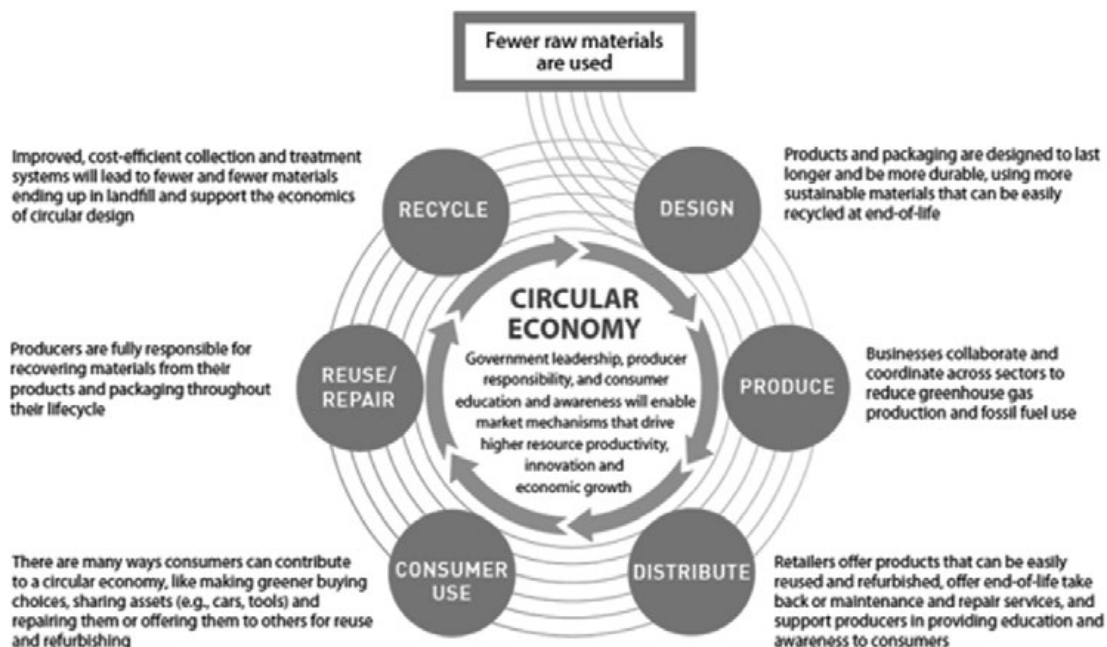 Fewer raw materials
are used
Improved, cost-efficient collection and treatment
systems will lead to fewer and fewer materials
ending up in landfill and support the economics
of circular design
RECYCLE
DESIGN
Products and packaging are designed to last
longer and be more durable, using more
sustainable materials that can be easily
recycled at end-of-life
CIRCULAR
ECONOMY
Government leadership, producer
responsibility, and consumer
education and awareness will enable
market mechanisms that drive
higher resource productivity,
innovation and
economic growth
Producers are fully responsible for
recovering materials from their
products and packaging throughout
their lifecycle
REUSE/
REPAIR
PRODUCE
Businesses collaborate and
coordinate across sectors to
reduce greenhouse gas
production and fossil fuel use
There are many ways consumers can contribute
to a circular economy, like making greener buying
choices, sharing assets (e.g., cars, tools) and
repairing them or offering them to others for reuse
and refurbishing
CONSUMER
USE
DISTRIBUTE
Retailers offer products that can be easily
reused and refurbished, offer end-of-life take
back or maintenance and repair services, and
support producers in providing education and
awareness to consumers